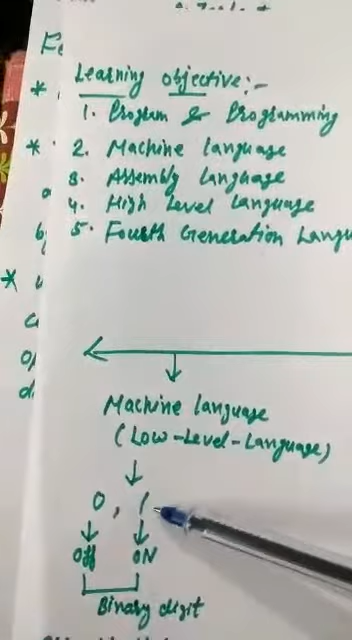 Learning objective:-
1. Program & Programming
2. Machine language
3. Assembly language
4. High Level language
5. Fourth Generation Langu
Machine language
(Low-Level-Language)
0, 1
Off ON
Binary digit